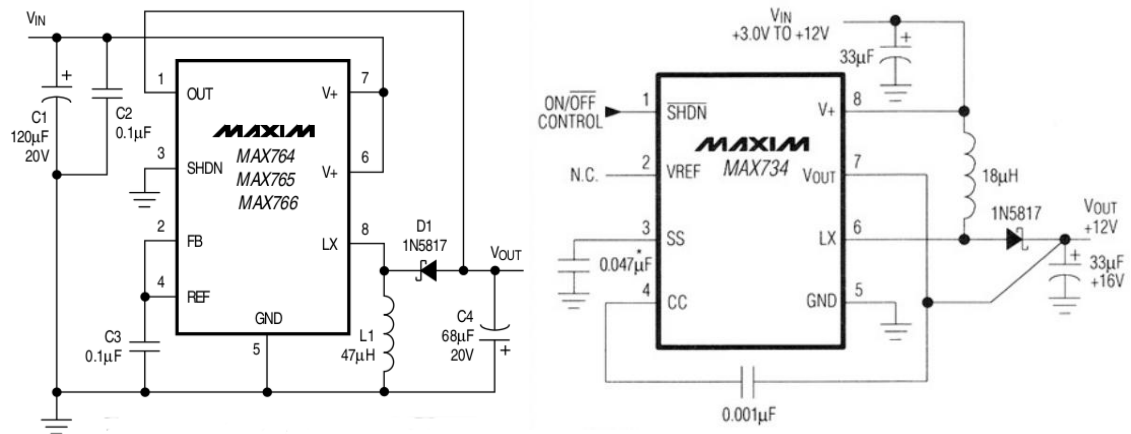 VIN
1
OUT
7
V+
+
C1
120µF
20V
C2
0.1µF
MAXIM
MAX764
MAX765
MAX766
3
SHDN
6
V+
2
FB
8
LX
D1
1N5817
VOUT
4
REF
GND
5
C3
0.1µF
L1
47µH
C4
68µF
20V
+
VIN
+3.0V TO +12V
33µF
+
ON/OFF
CONTROL
1
SHDN
8
V+
MAXIM
MAX734
2
N.C.
VREF
7
VOUT
18µH
1N5817
VOUT
+12V
3
SS
0.047µF*
6
LX
+
33µF
+16V
4
CC
5
GND
0.001µF